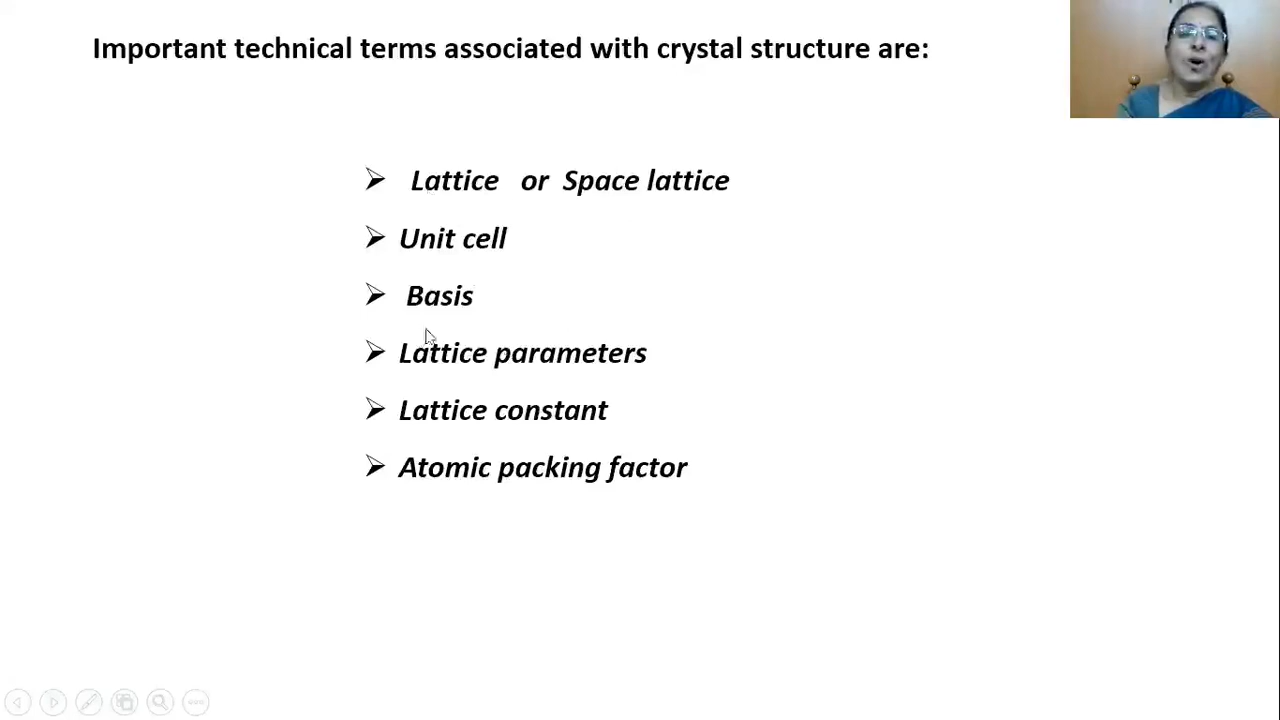 Important technical terms associated with crystal structure are:
➢ Lattice or Space lattice
➢ Unit cell
➢ Basis
➢ Lattice parameters
➢ Lattice constant
➢ Atomic packing factor